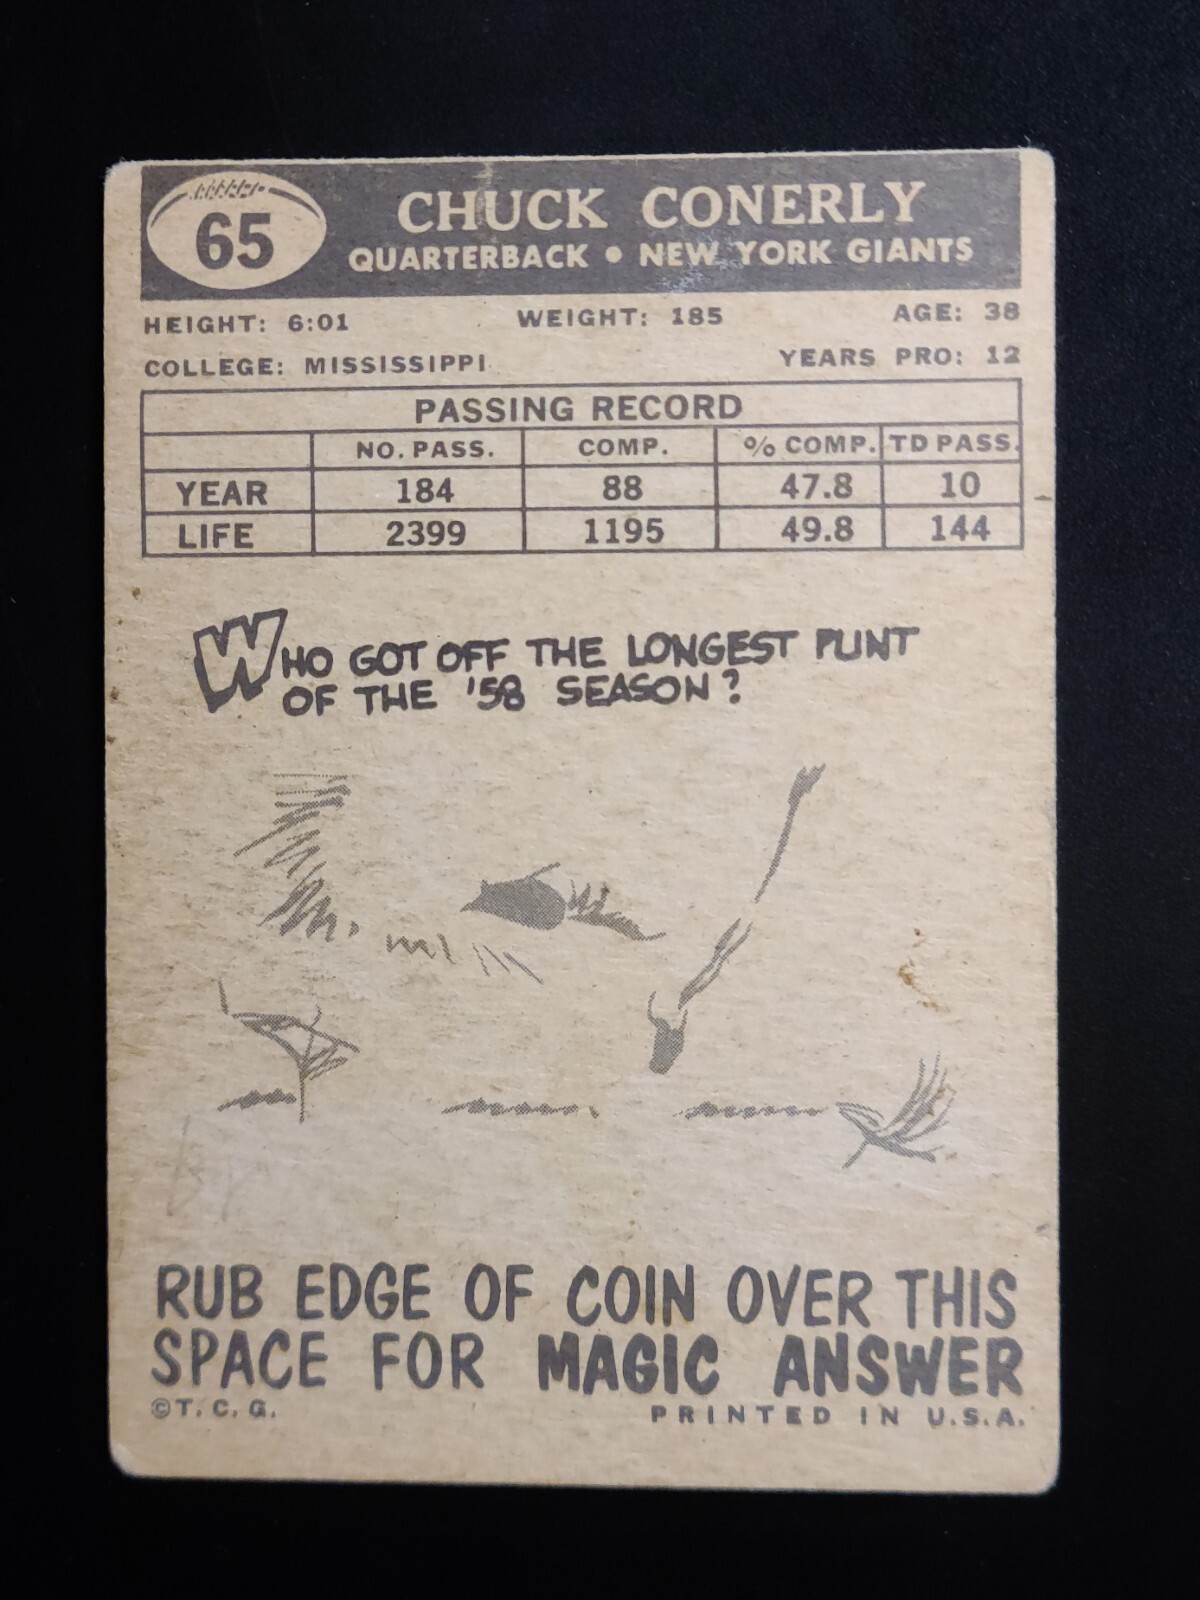 65
CHUCK CONERLY
QUARTERBACK • NEW YORK GIANTS
HEIGHT: 6:01 WEIGHT: 185 AGE: 38
COLLEGE: MISSISSIPPI YEARS PRO: 12
PASSING RECORD
NO. PASS. COMP. % COMP. TD PASS.
YEAR 184 88 47.8 10
LIFE 2399 1195 49.8 144
WHO GOT OFF THE LONGEST PUNT
OF THE '58 SEASON?
RUB EDGE OF COIN OVER THIS
SPACE FOR MAGIC ANSWER
©T. C. G. PRINTED IN U.S.A.